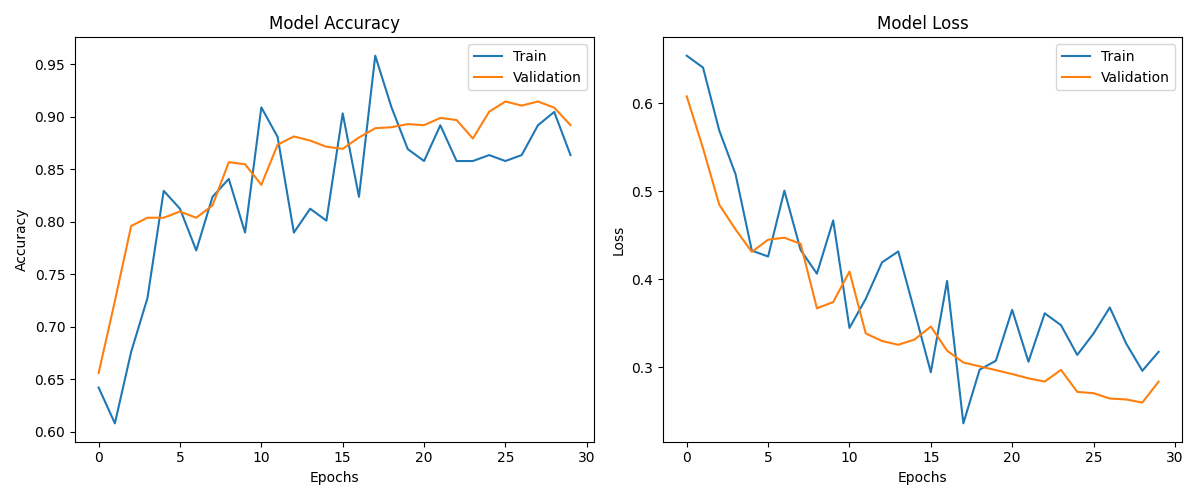 Model Accuracy
Train
Validation
0.95
0.90
0.85
0.80
0.75
0.70
0.65
0.60
Accuracy
0 5 10 15 20 25 30
Epochs
Model Loss
Train
Validation
0.6
0.5
0.4
0.3
Loss
0 5 10 15 20 25 30
Epochs